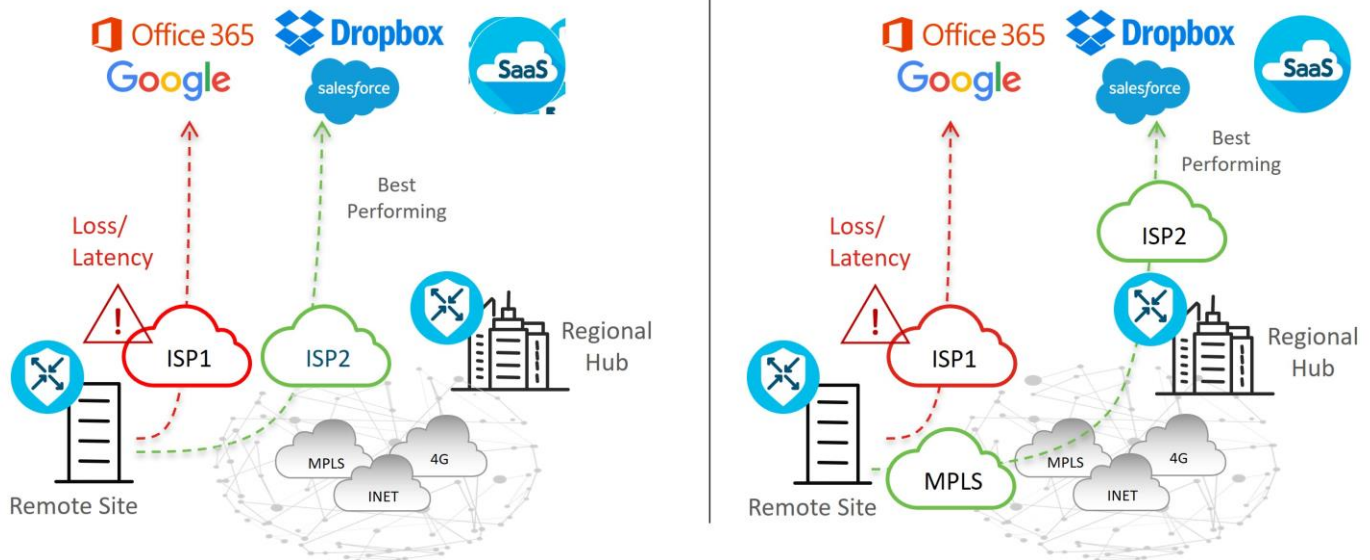 Office 365
Dropbox
SaaS
Google
salesforce
Best
Performing
Loss/
Latency
!
ISP1
ISP2
Regional
Hub
MPLS
4G
INET
Remote Site
Office 365
Dropbox
SaaS
Google
salesforce
Best
Performing
ISP2
Loss/
Latency
!
ISP1
Regional
Hub
MPLS
MPLS
4G
INET
Remote Site